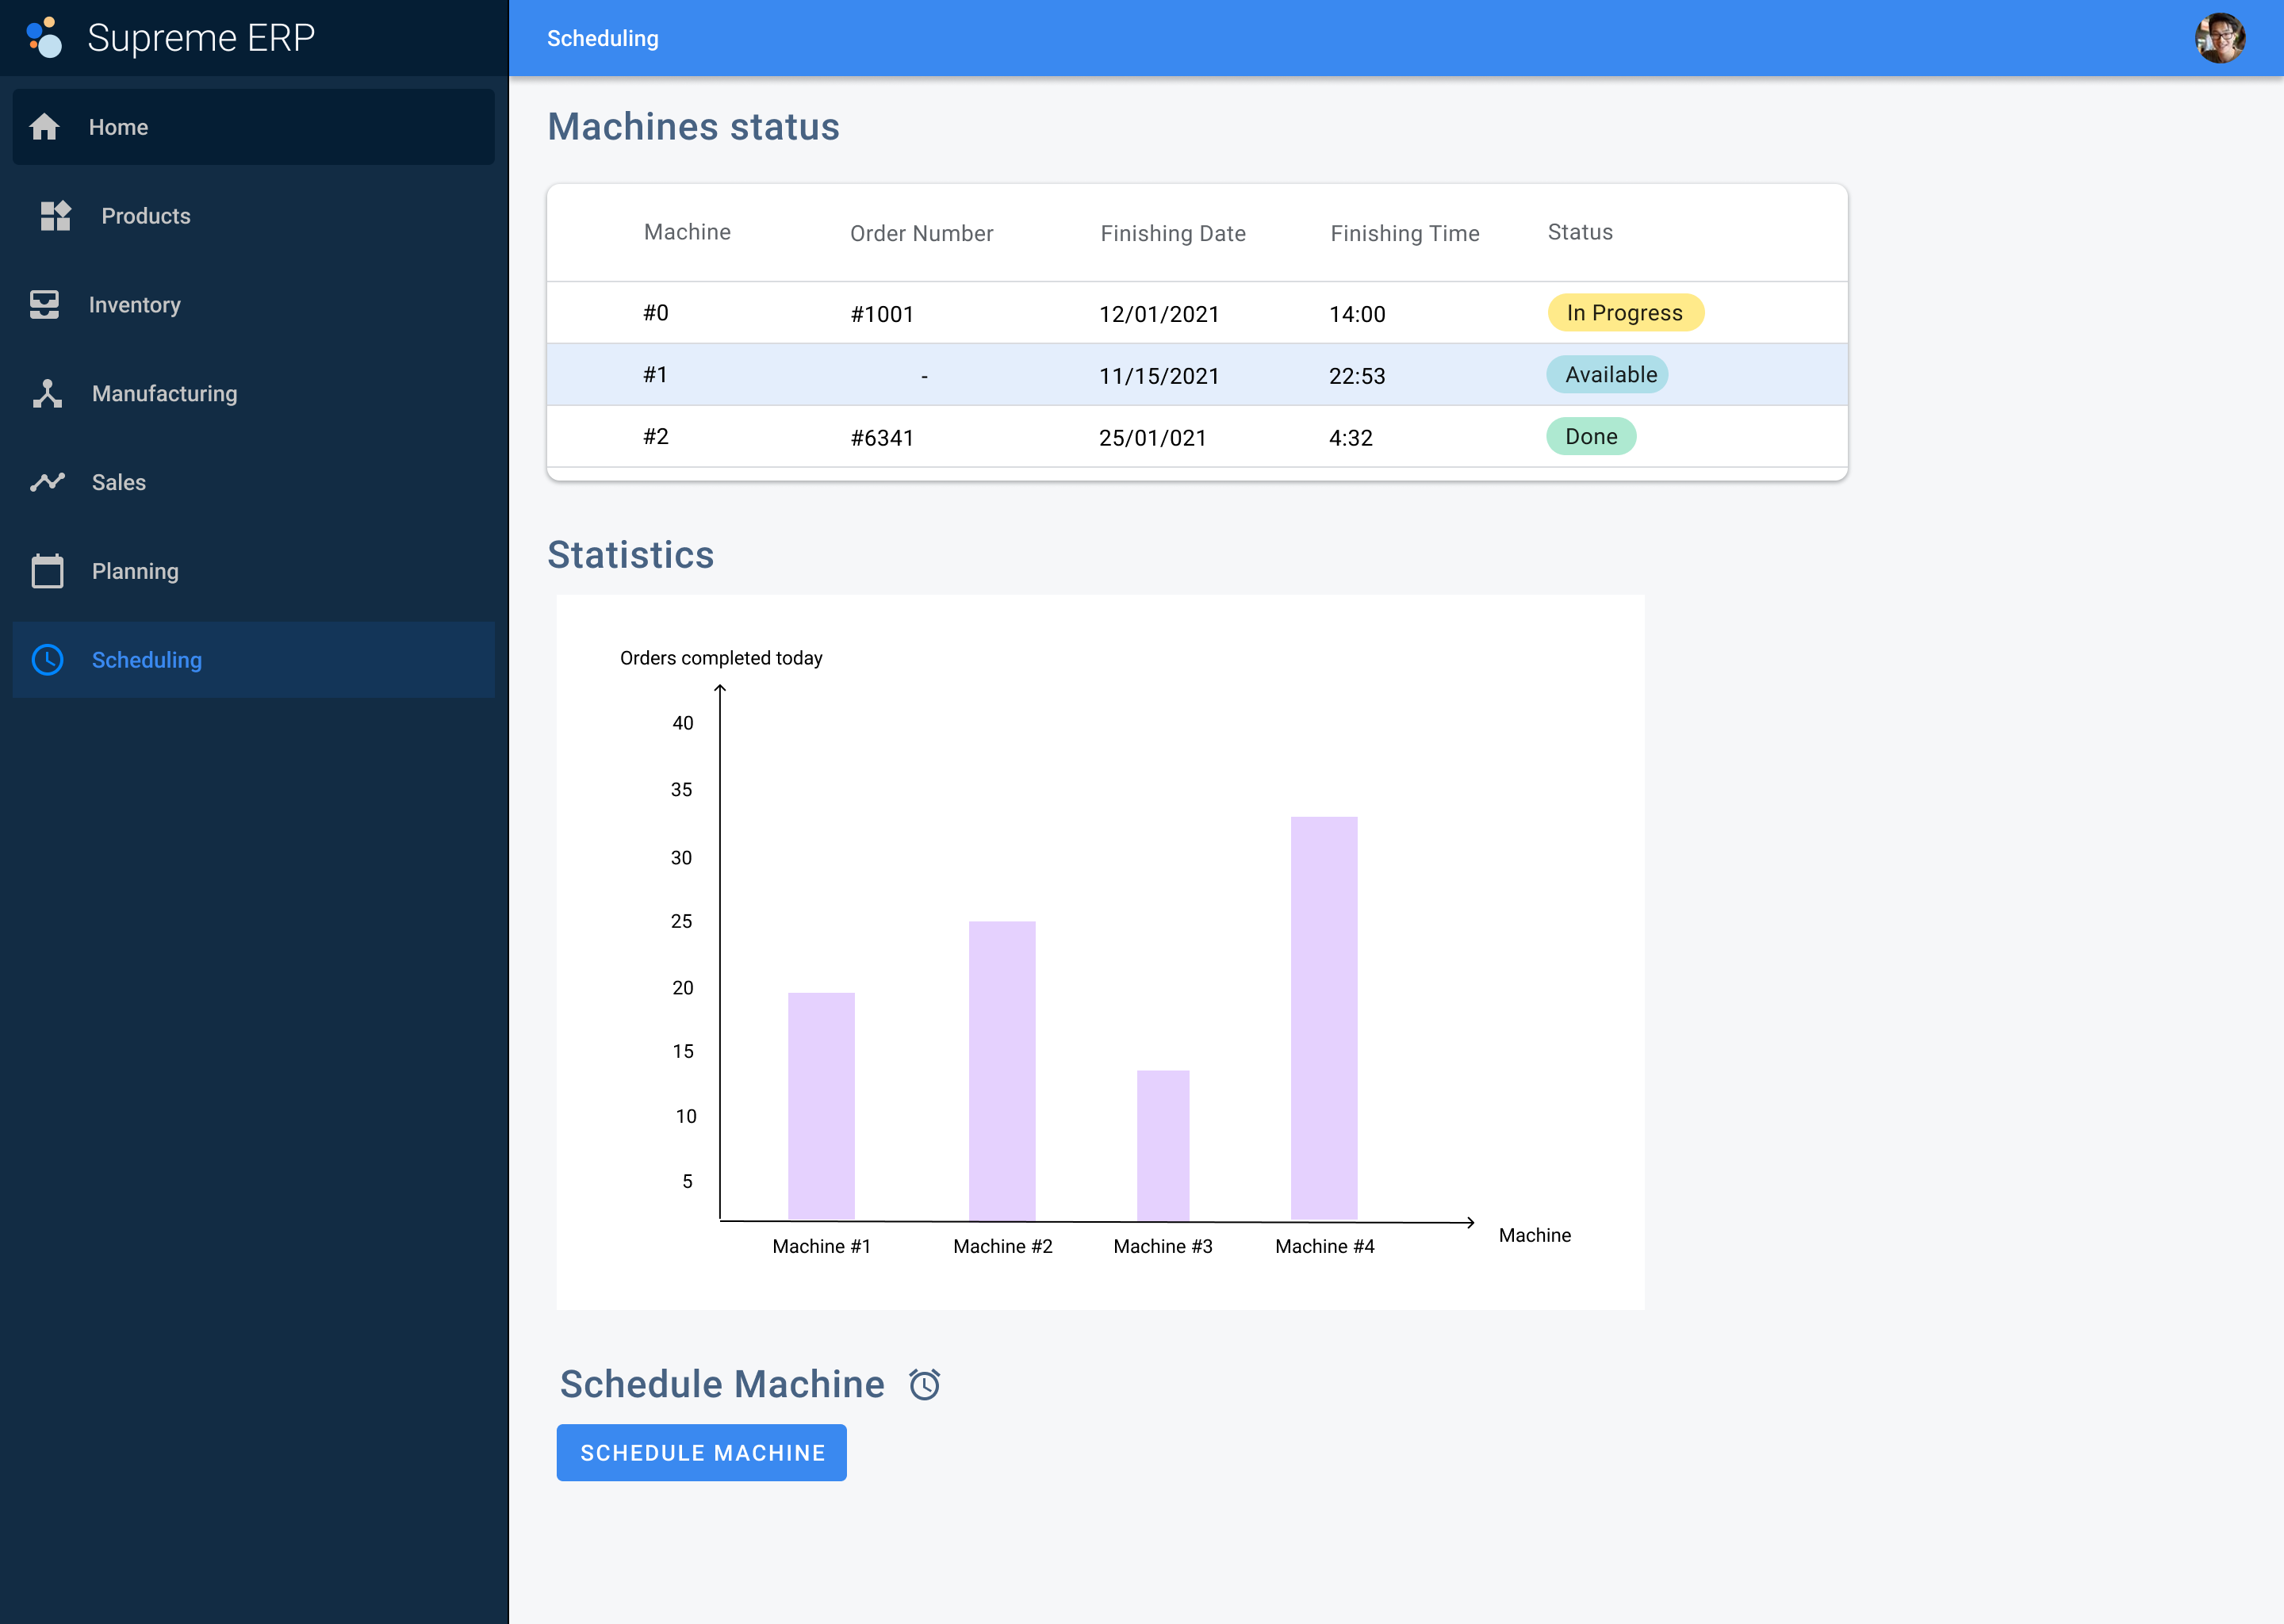 Supreme ERP
Scheduling
Home
Products
Inventory
Manufacturing
Sales
Planning
Scheduling
Machines status
Machine Order Number Finishing Date Finishing Time Status
#0 #1001 12/01/2021 14:00 In Progress
#1 - 11/15/2021 22:53 Available
#2 #6341 25/01/021 4:32 Done
Statistics
Orders completed today
40
35
30
25
20
15
10
5
Machine #1 Machine #2 Machine #3 Machine #4 Machine
Schedule Machine
SCHEDULE MACHINE